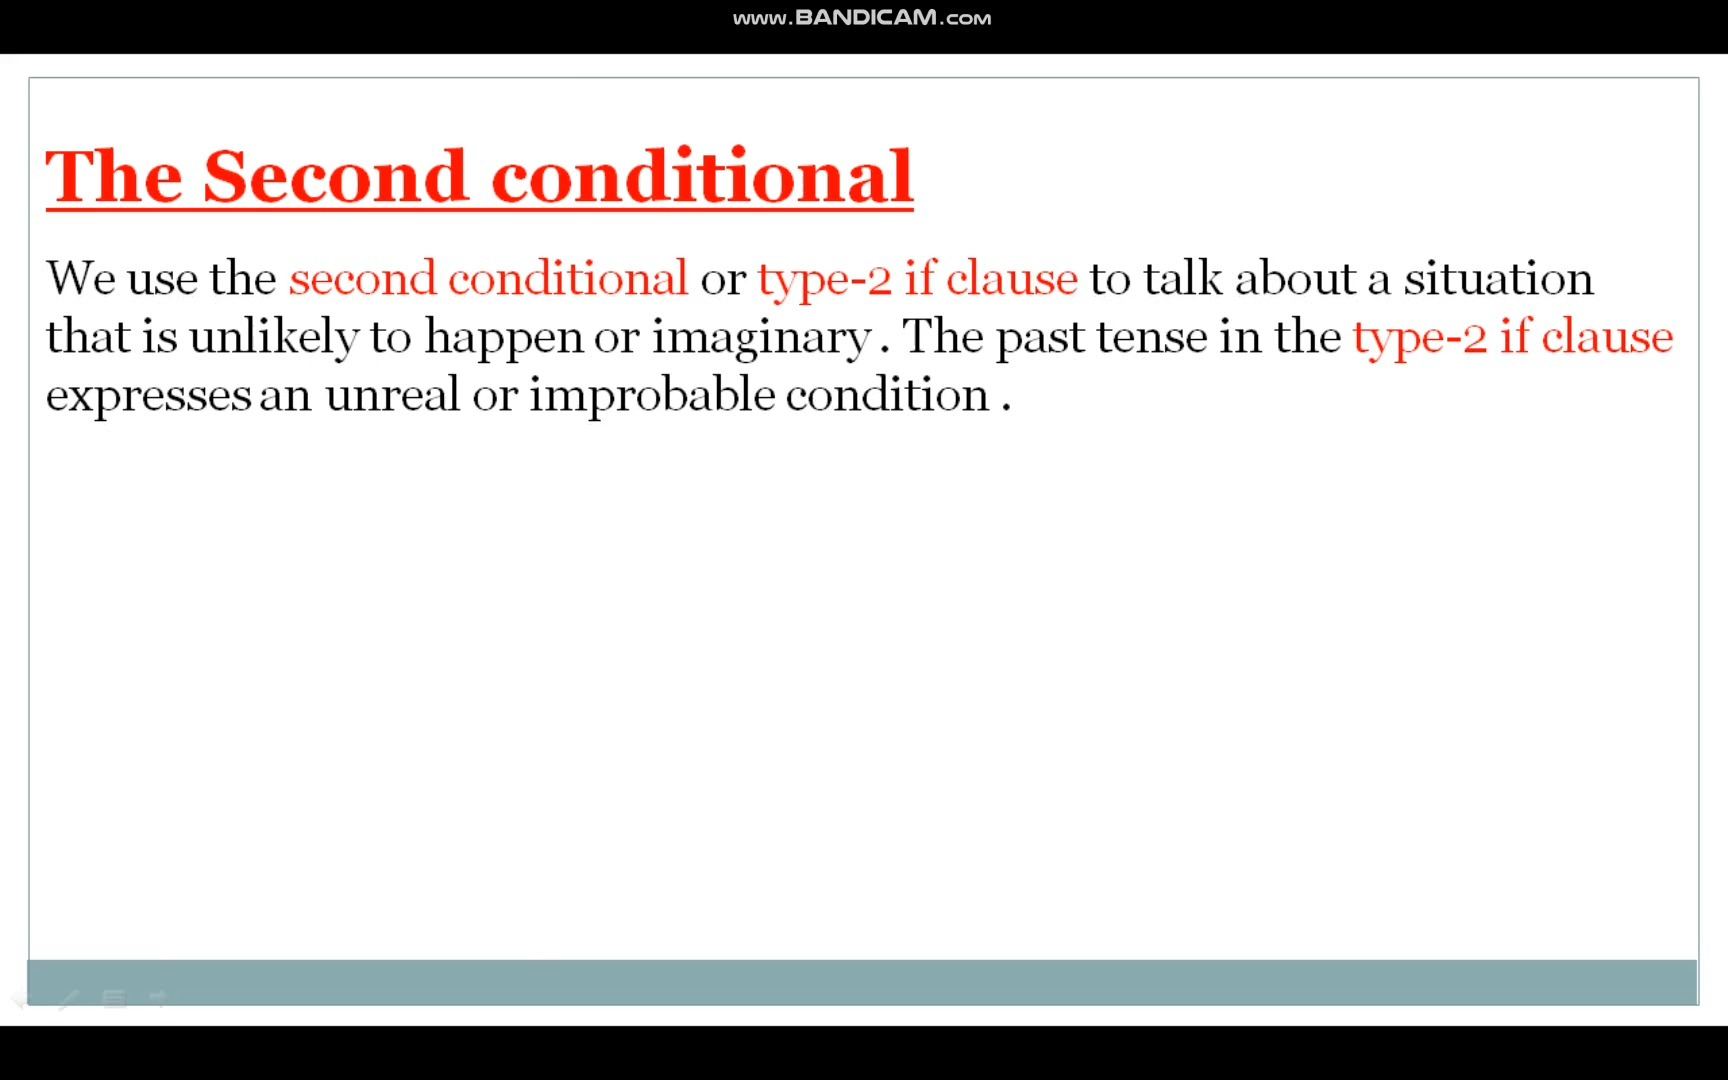 www.BANDICAM.com
The Second conditional
We use the second conditional or type-2 if clause to talk about a situation
that is unlikely to happen or imaginary . The past tense in the type-2 if clause
expresses an unreal or improbable condition .